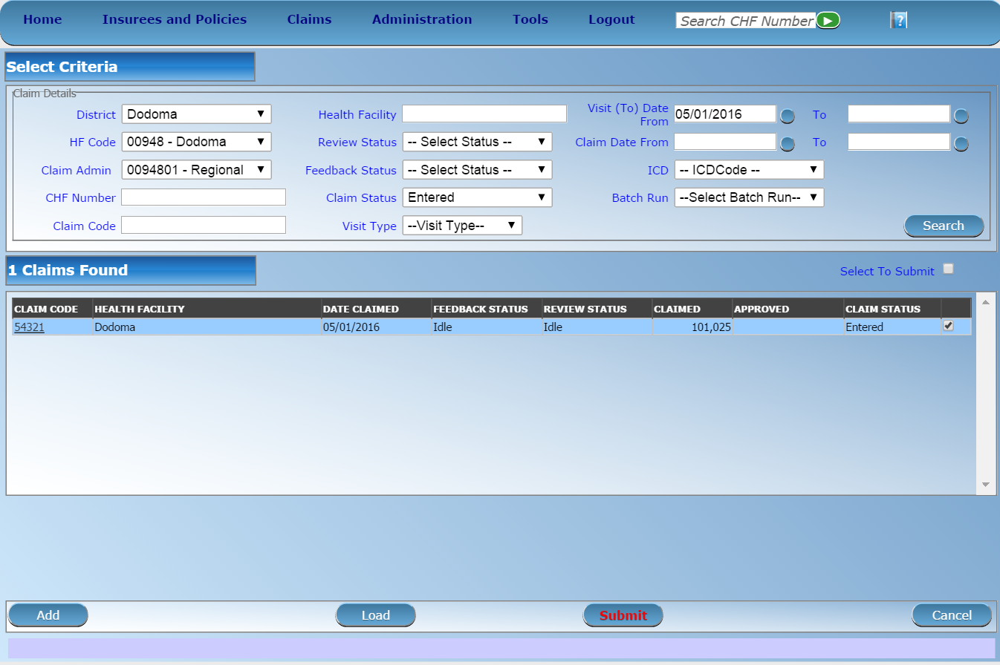 Home Insurees and Policies Claims Administration Tools Logout Search CHF Number ?
Select Criteria
Claim Details
District Dodoma Health Facility Visit (To) Date From 05/01/2016 To
HF Code 00948 - Dodoma Review Status -- Select Status -- Claim Date From To
Claim Admin 0094801 - Regional Feedback Status -- Select Status -- ICD -- ICDCode --
CHF Number Claim Status Entered Batch Run --Select Batch Run--
Claim Code Visit Type --Visit Type-- Search
1 Claims Found Select To Submit
CLAIM CODE HEALTH FACILITY DATE CLAIMED FEEDBACK STATUS REVIEW STATUS CLAIMED APPROVED CLAIM STATUS
54321 Dodoma 05/01/2016 Idle Idle 101,025 Entered
Add Load Submit Cancel